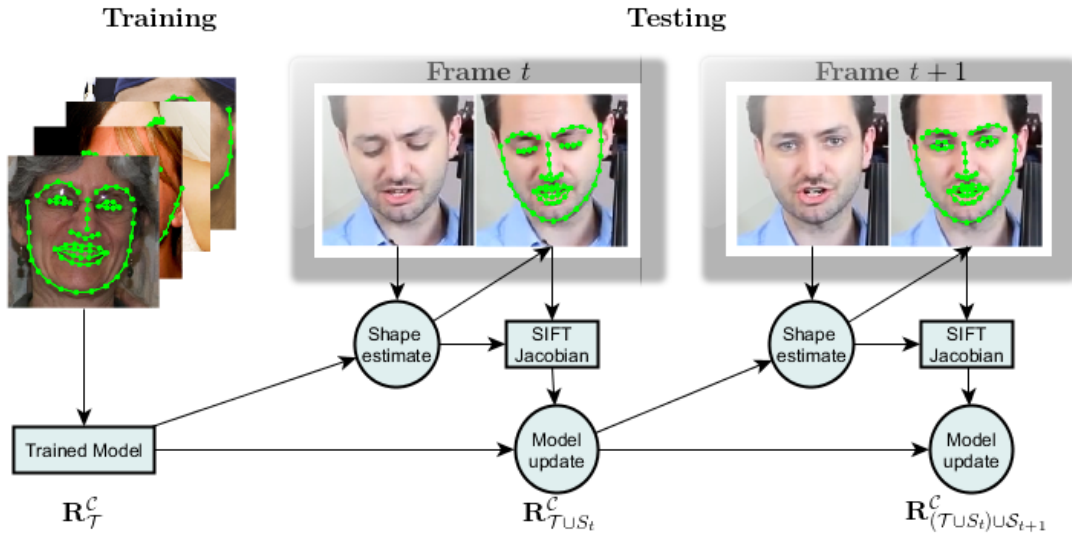 Training
Testing
Frame t
Frame t + 1
Shape
estimate
SIFT
Jacobian
Shape
estimate
SIFT
Jacobian
Trained Model
Model
update
Model
update
R^C_T
R^C_{T∪S_t}
R^C_{(T∪S_t)∪S_{t+1}}